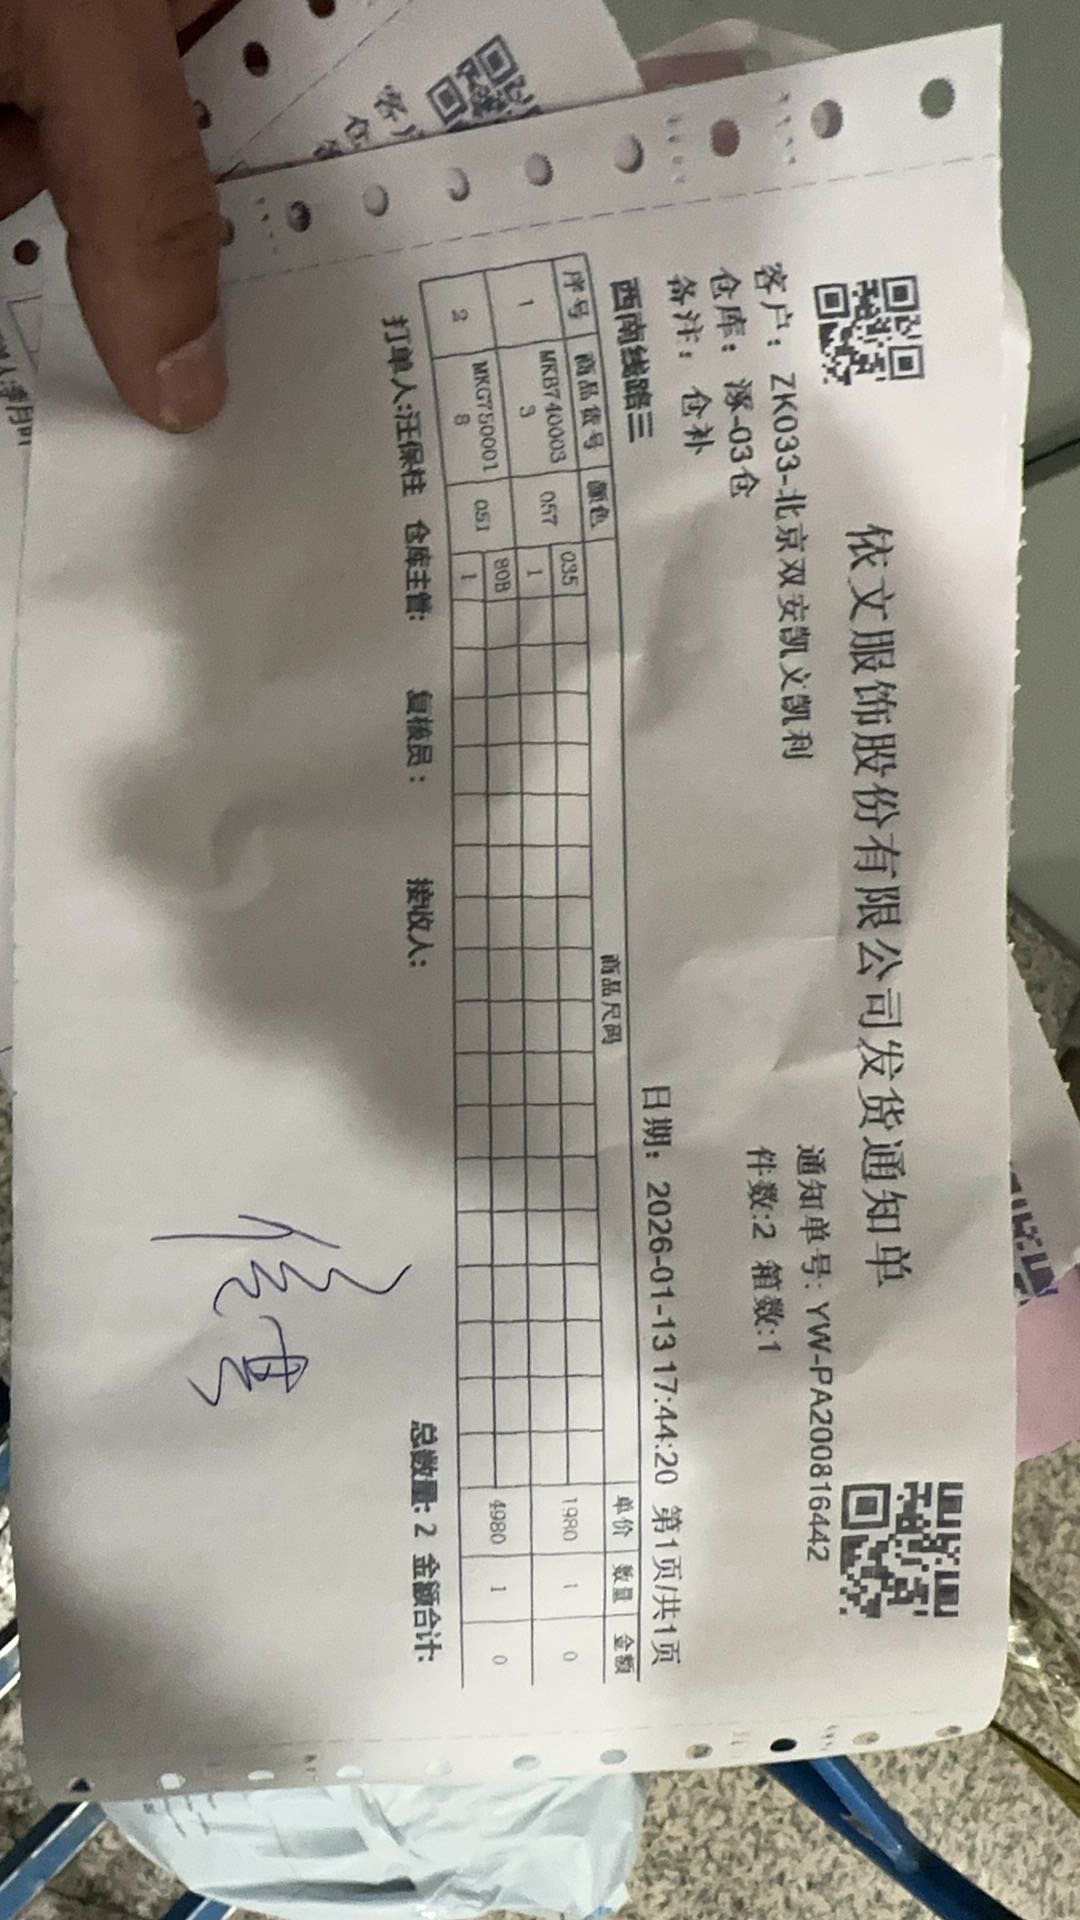 依文服饰股份有限公司发货通知单
客户：ZK033-北京双安凯文凯利
通知单号：YW-PA200816442
仓库：涿-03仓
件数:2 箱数:1
备注：仓补
西南线路三
日期：2026-01-13 17:44:20 第1页/共1页
序号 商品货号 颜色 商品尺码 单价 数量 金额
1 MKB7400033 057 035 1 1980 1 0
2 MKG7500018 051 80B 1 4980 1 0
打单人:汪保柱 仓库主管: 复核员： 接收人: 总数量: 2 金额合计:
客户
仓